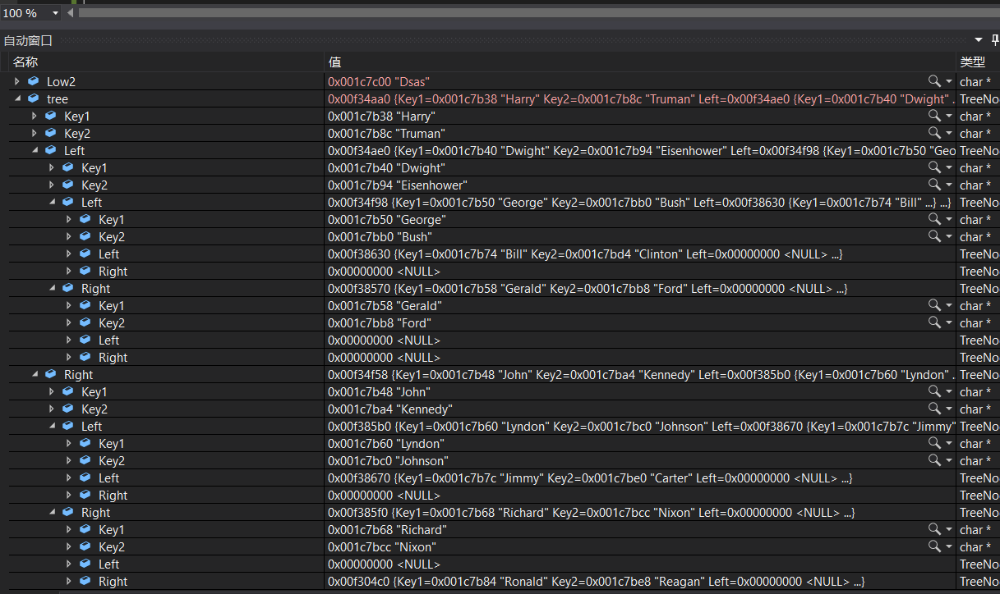 100 %
自动窗口
名称 值 类型
Low2 0x001c7c00 "Dsas" char *
tree 0x00f34aa0 {Key1=0x001c7b38 "Harry" Key2=0x001c7b8c "Truman" Left=0x00f34ae0 {Key1=0x001c7b40 "Dwight" . TreeNo
Key1 0x001c7b38 "Harry" char *
Key2 0x001c7b8c "Truman" char *
Left 0x00f34ae0 {Key1=0x001c7b40 "Dwight" Key2=0x001c7b94 "Eisenhower" Left=0x00f34f98 {Key1=0x001c7b50 "Geo TreeNo
Key1 0x001c7b40 "Dwight" char *
Key2 0x001c7b94 "Eisenhower" char *
Left 0x00f34f98 {Key1=0x001c7b50 "George" Key2=0x001c7bb0 "Bush" Left=0x00f38630 {Key1=0x001c7b74 "Bill" ...} ...} TreeNo
Key1 0x001c7b50 "George" char *
Key2 0x001c7bb0 "Bush" char *
Left 0x00f38630 {Key1=0x001c7b74 "Bill" Key2=0x001c7bd4 "Clinton" Left=0x00000000 <NULL> ...} TreeNo
Right 0x00000000 <NULL> TreeNo
Right 0x00f38570 {Key1=0x001c7b58 "Gerald" Key2=0x001c7bb8 "Ford" Left=0x00000000 <NULL> ...} TreeNo
Key1 0x001c7b58 "Gerald" char *
Key2 0x001c7bb8 "Ford" char *
Left 0x00000000 <NULL> TreeNo
Right 0x00000000 <NULL> TreeNo
Right 0x00f34f58 {Key1=0x001c7b48 "John" Key2=0x001c7ba4 "Kennedy" Left=0x00f385b0 {Key1=0x001c7b60 "Lyndon" . TreeNo
Key1 0x001c7b48 "John" char *
Key2 0x001c7ba4 "Kennedy" char *
Left 0x00f385b0 {Key1=0x001c7b60 "Lyndon" Key2=0x001c7bc0 "Johnson" Left=0x00f38670 {Key1=0x001c7b7c "Jimmy" TreeNo
Key1 0x001c7b60 "Lyndon" char *
Key2 0x001c7bc0 "Johnson" char *
Left 0x00f38670 {Key1=0x001c7b7c "Jimmy" Key2=0x001c7be0 "Carter" Left=0x00000000 <NULL> ...} TreeNo
Right 0x00000000 <NULL> TreeNo
Right 0x00f385f0 {Key1=0x001c7b68 "Richard" Key2=0x001c7bcc "Nixon" Left=0x00000000 <NULL> ...} TreeNo
Key1 0x001c7b68 "Richard" char *
Key2 0x001c7bcc "Nixon" char *
Left 0x00000000 <NULL> TreeNo
Right 0x00f304c0 {Key1=0x001c7b84 "Ronald" Key2=0x001c7be8 "Reagan" Left=0x00000000 <NULL> ...} TreeNo